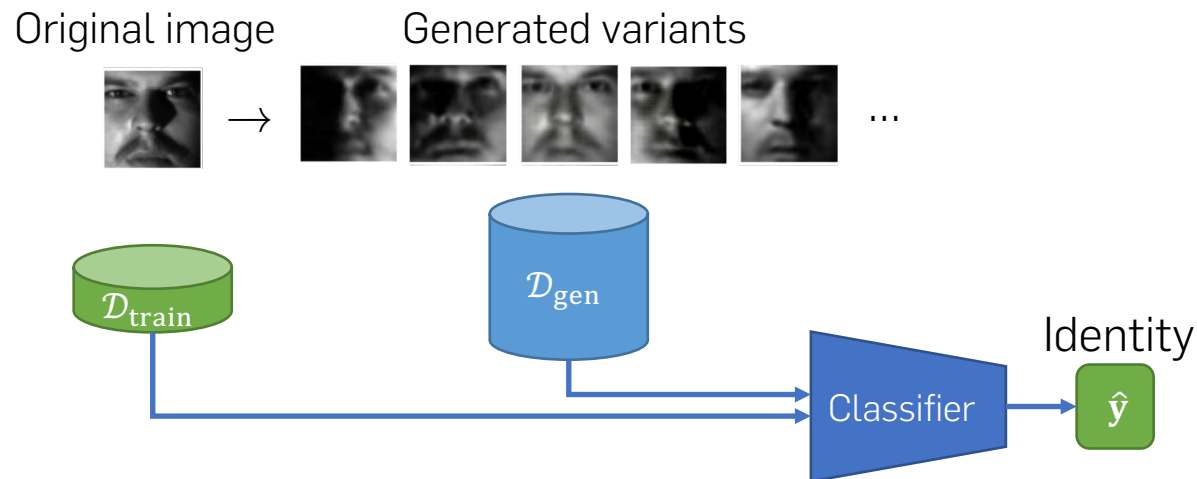 Original image
Generated variants
→
...
𝒟train
𝒟gen
Identity
Classifier
ŷ